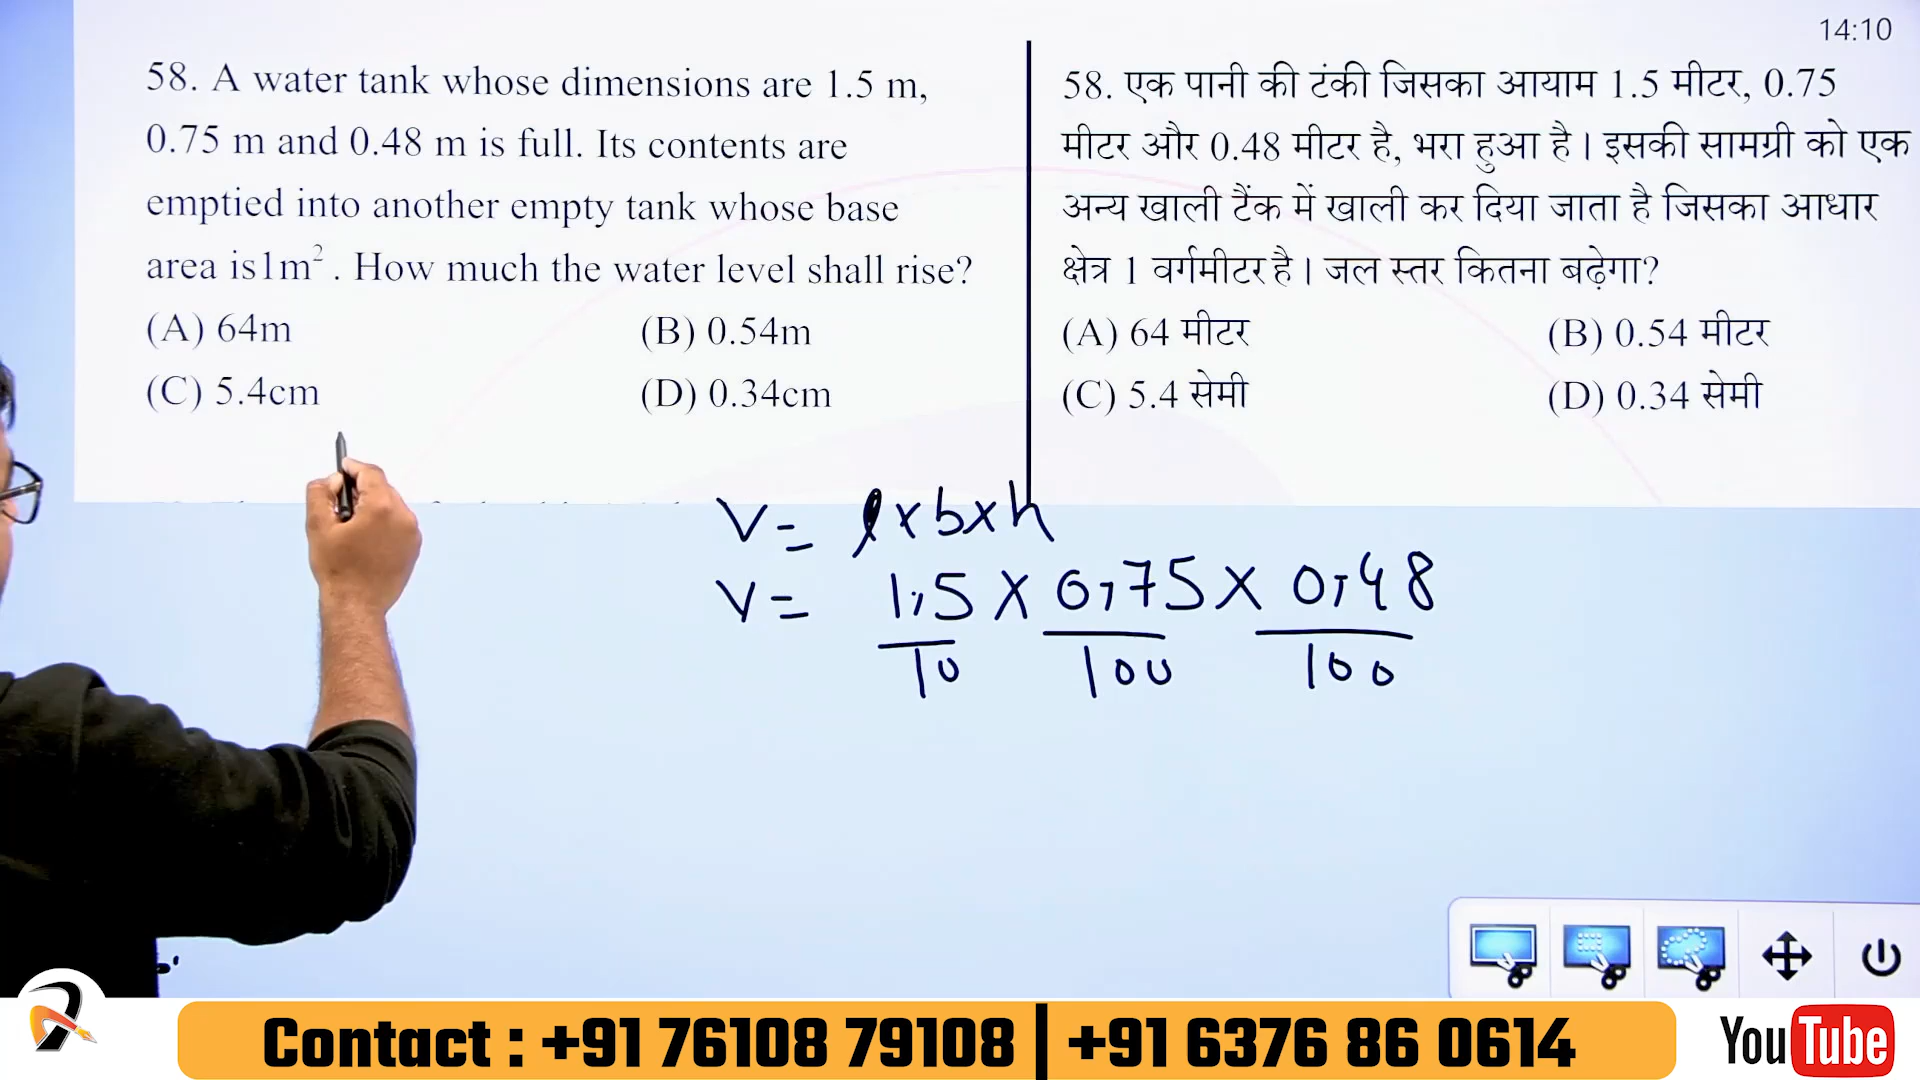 14:10
58. A water tank whose dimensions are 1.5 m,
0.75 m and 0.48 m is full. Its contents are
emptied into another empty tank whose base
area is1m². How much the water level shall rise?
(A) 64m (B) 0.54m
(C) 5.4cm (D) 0.34cm
58. एक पानी की टंकी जिसका आयाम 1.5 मीटर, 0.75
मीटर और 0.48 मीटर है, भरा हुआ है। इसकी सामग्री को एक
अन्य खाली टैंक में खाली कर दिया जाता है जिसका आधार
क्षेत्र 1 वर्गमीटर है। जल स्तर कितना बढ़ेगा?
(A) 64 मीटर (B) 0.54 मीटर
(C) 5.4 सेमी (D) 0.34 सेमी
V= l×b×h
V= 1.5 × 0.75 × 0.48
10 100 100
Contact : +91 76108 79108 | +91 6376 86 0614
YouTube